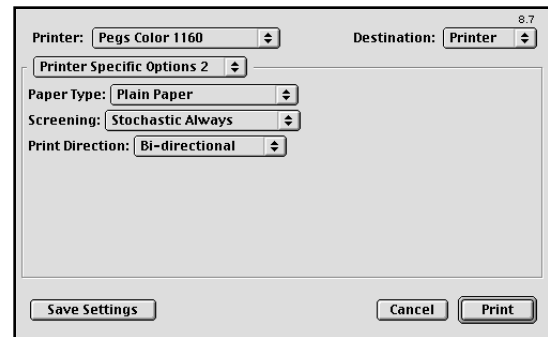 8.7
Printer: Pegs Color 1160 Destination: Printer
Printer Specific Options 2
Paper Type: Plain Paper
Screening: Stochastic Always
Print Direction: Bi-directional
Save Settings Cancel Print